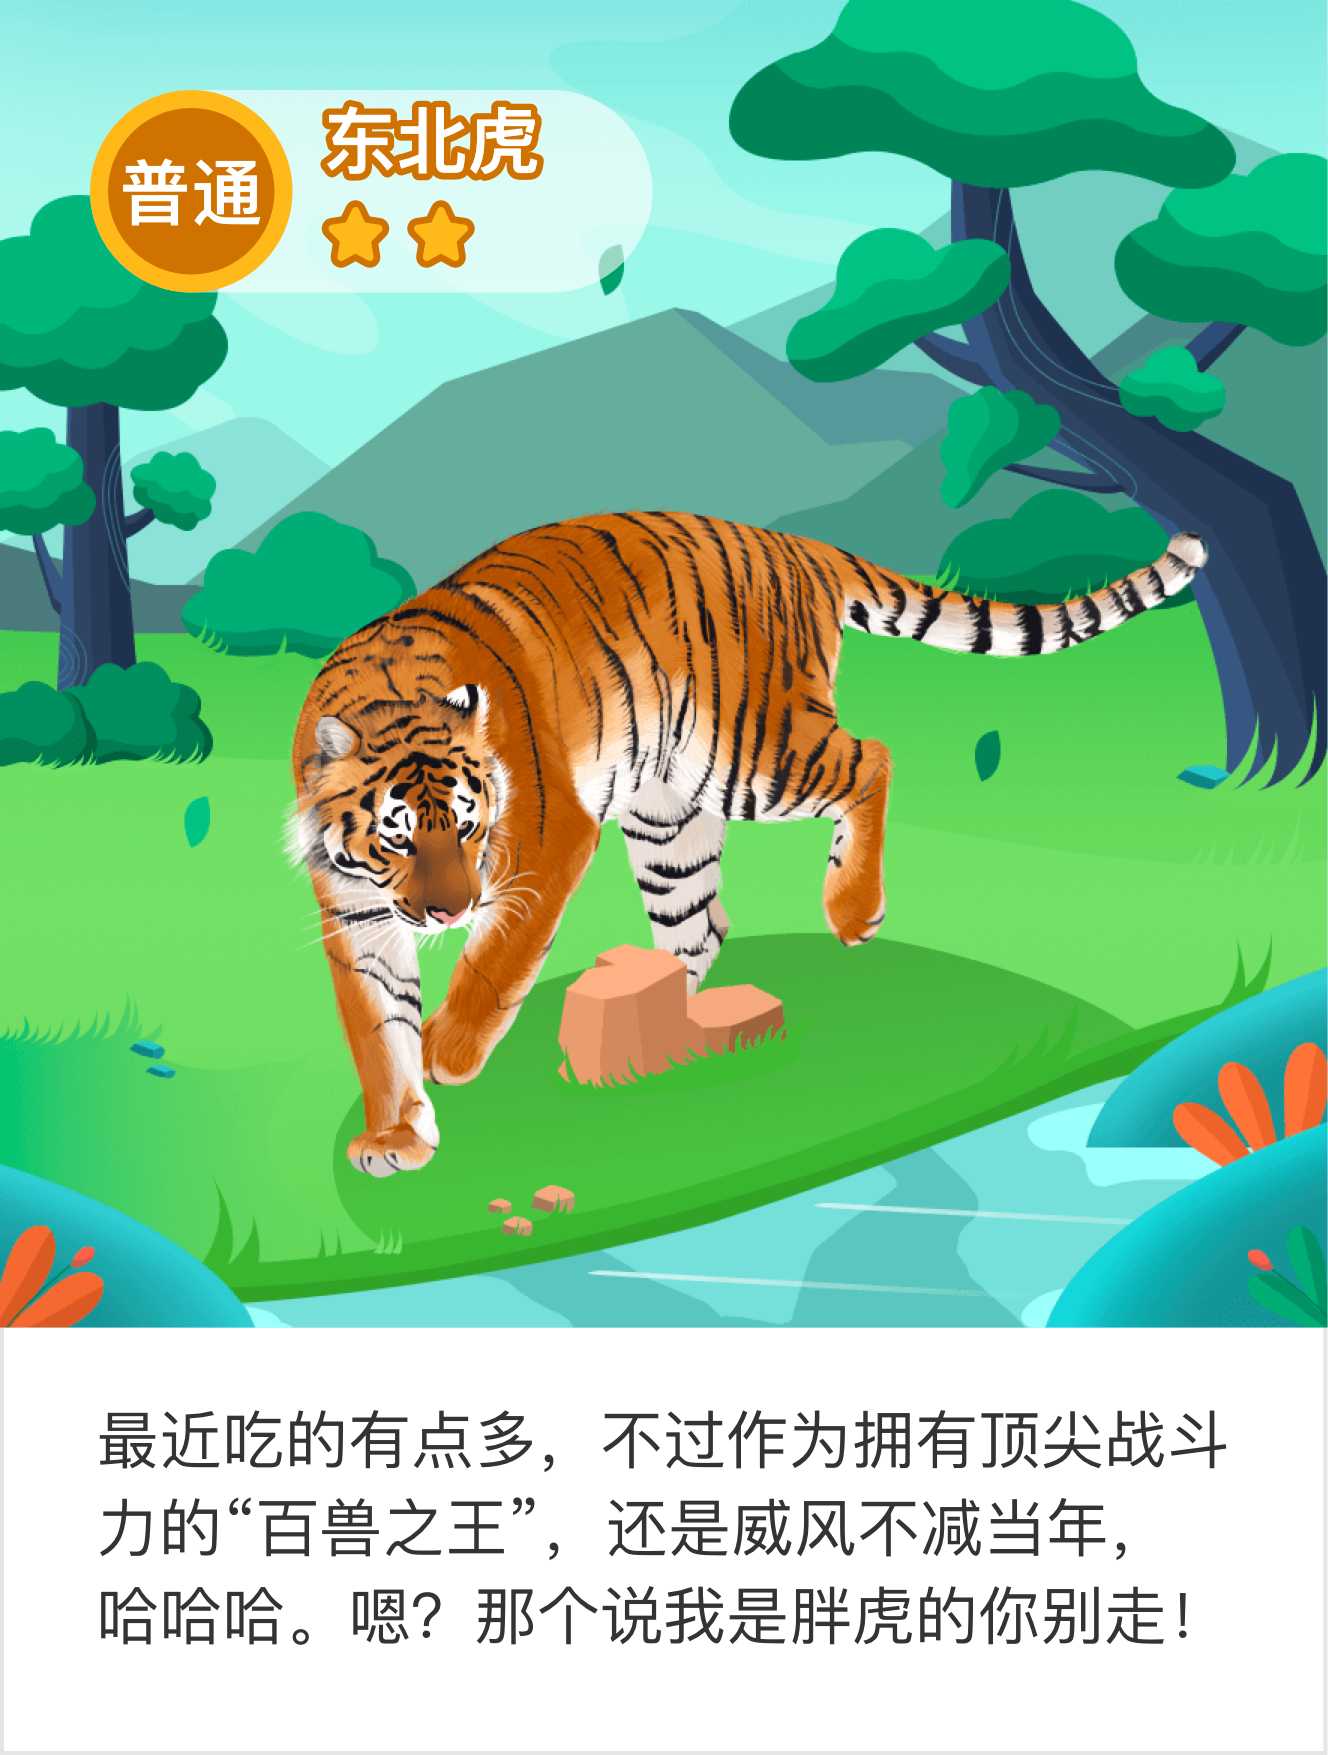 普通
东北虎
最近吃的有点多，不过作为拥有顶尖战斗
力的“百兽之王”，还是威风不减当年，
哈哈哈。嗯？那个说我是胖虎的你别走！